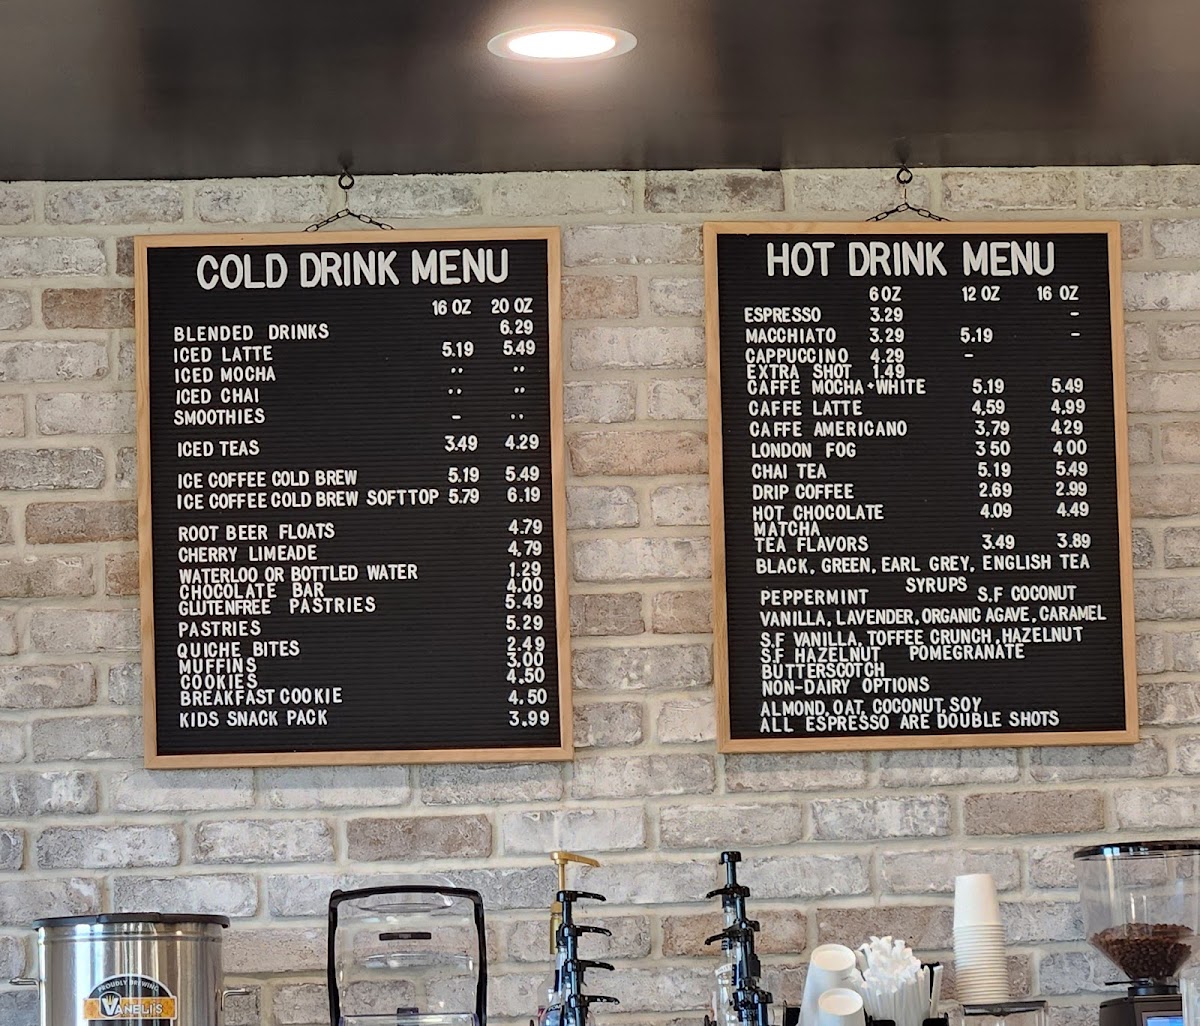 COLD DRINK MENU
16 OZ 20 OZ
BLENDED DRINKS 6.29
ICED LATTE 5.19 5.49
ICED MOCHA " "
ICED CHAI " "
SMOOTHIES - "
ICED TEAS 3.49 4.29
ICE COFFEE COLD BREW 5.19 5.49
ICE COFFEE COLD BREW SOFTTOP 5.79 6.19
ROOT BEER FLOATS 4.79
CHERRY LIMEADE 4.79
WATERLOO OR BOTTLED WATER 1.29
CHOCOLATE BAR 4.00
GLUTENFREE PASTRIES 5.49
PASTRIES 5.29
QUICHE BITES 2.49
MUFFINS 3.00
COOKIES 4.50
BREAKFAST COOKIE 4.50
KIDS SNACK PACK 3.99
HOT DRINK MENU
6 OZ 12 OZ 16 OZ
ESPRESSO 3.29 -
MACCHIATO 3.29 5.19 -
CAPPUCCINO 4.29 -
EXTRA SHOT 1.49
CAFFE MOCHA+WHITE 5.19 5.49
CAFFE LATTE 4.59 4.99
CAFFE AMERICANO 3.79 4.29
LONDON FOG 3 50 4 00
CHAI TEA 5.19 5.49
DRIP COFFEE 2.69 2.99
HOT CHOCOLATE 4.09 4.49
MATCHA
TEA FLAVORS 3.49 3.89
BLACK, GREEN, EARL GREY, ENGLISH TEA
SYRUPS
PEPPERMINT S.F COCONUT
VANILLA, LAVENDER, ORGANIC AGAVE, CARAMEL
S.F VANILLA, TOFFEE CRUNCH, HAZELNUT
S.F HAZELNUT POMEGRANATE
BUTTERSCOTCH
NON-DAIRY OPTIONS
ALMOND, OAT, COCONUT, SOY
ALL ESPRESSO ARE DOUBLE SHOTS
PROUDLY BREWING
VANELI'S